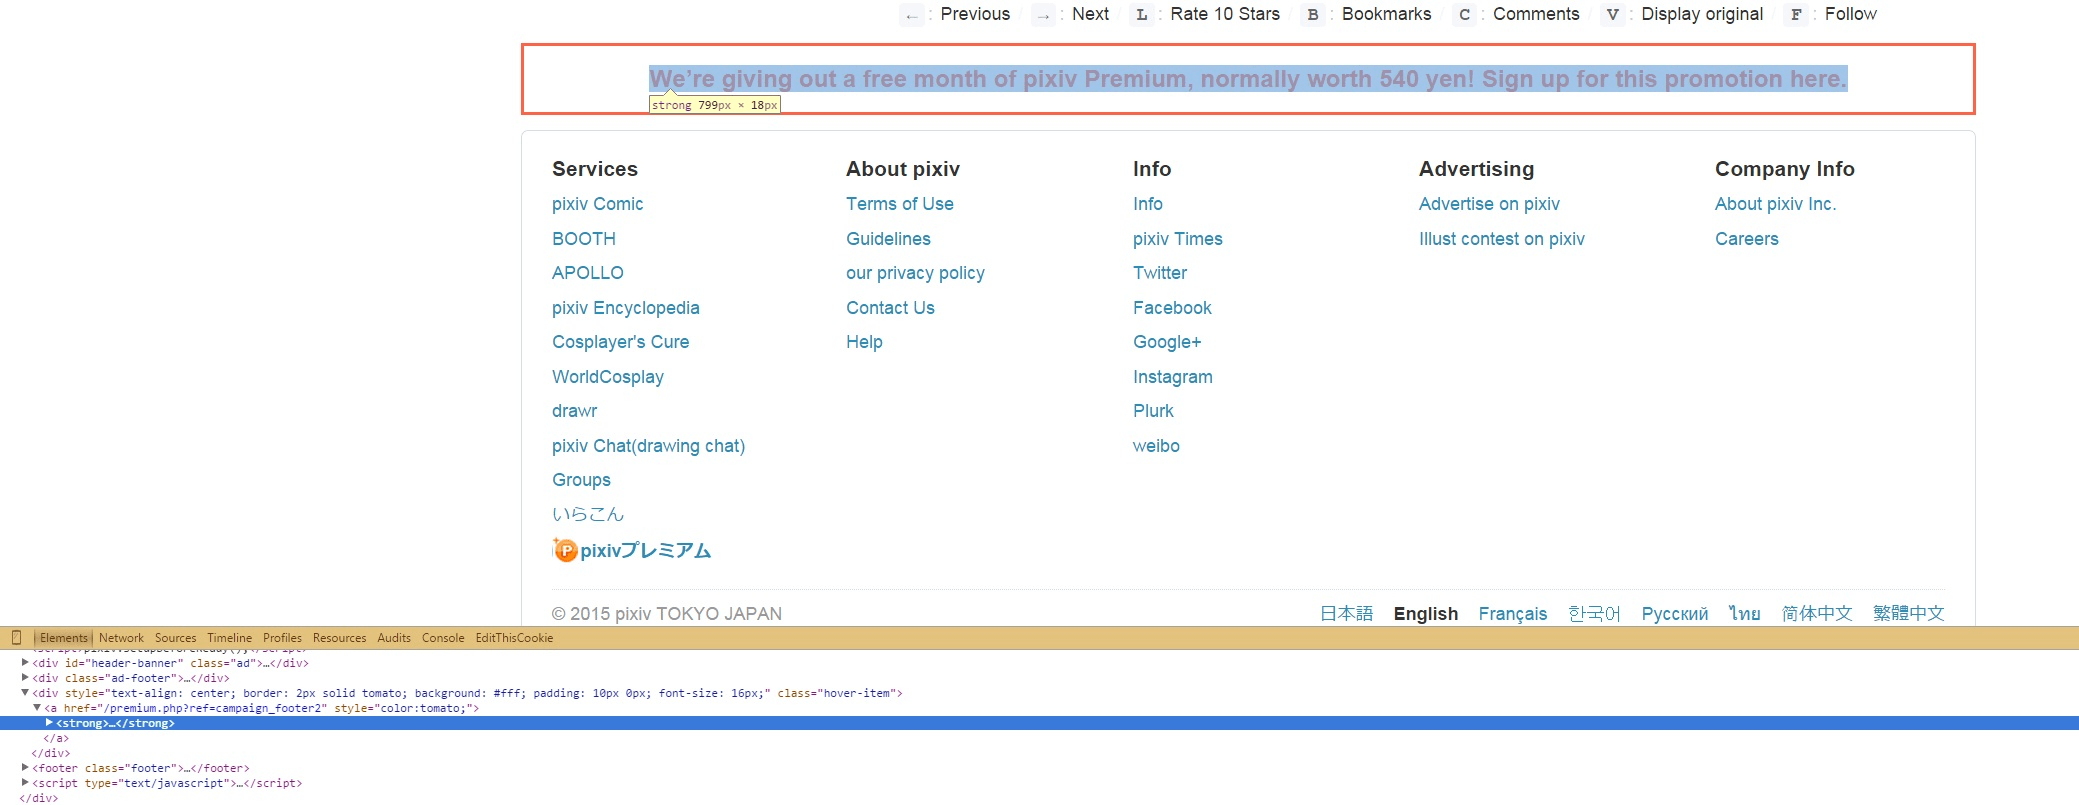 ← : Previous / → : Next / L : Rate 10 Stars / B : Bookmarks / C : Comments / V : Display original / F : Follow
We're giving out a free month of pixiv Premium, normally worth 540 yen! Sign up for this promotion here.
strong 799px × 18px
Services
pixiv Comic
BOOTH
APOLLO
pixiv Encyclopedia
Cosplayer's Cure
WorldCosplay
drawr
pixiv Chat(drawing chat)
Groups
いらこん
P pixivプレミアム
About pixiv
Terms of Use
Guidelines
our privacy policy
Contact Us
Help
Info
Info
pixiv Times
Twitter
Facebook
Google+
Instagram
Plurk
weibo
Advertising
Advertise on pixiv
Illust contest on pixiv
Company Info
About pixiv Inc.
Careers
© 2015 pixiv TOKYO JAPAN
日本語 English Français 한국어 Русский ไทย 简体中文 繁體中文
Elements Network Sources Timeline Profiles Resources Audits Console EditThisCookie
<div id="header-banner" class="ad">…</div>
<div class="ad-footer">…</div>
<div style="text-align: center; border: 2px solid tomato; background: #fff; padding: 10px 0px; font-size: 16px;" class="hover-item">
<a href="/premium.php?ref=campaign_footer2" style="color:tomato;">
<strong>…</strong>
</a>
</div>
<footer class="footer">…</footer>
<script type="text/javascript">…</script>
</div>